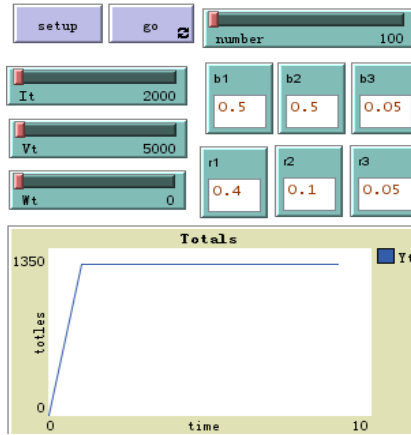 setup go
number 100
It 2000
Vt 5000
Wt 0
b1 b2 b3
0.5 0.5 0.05
r1 r2 r3
0.4 0.1 0.05
Totals
1350
totles
0
0 time 10
Yt